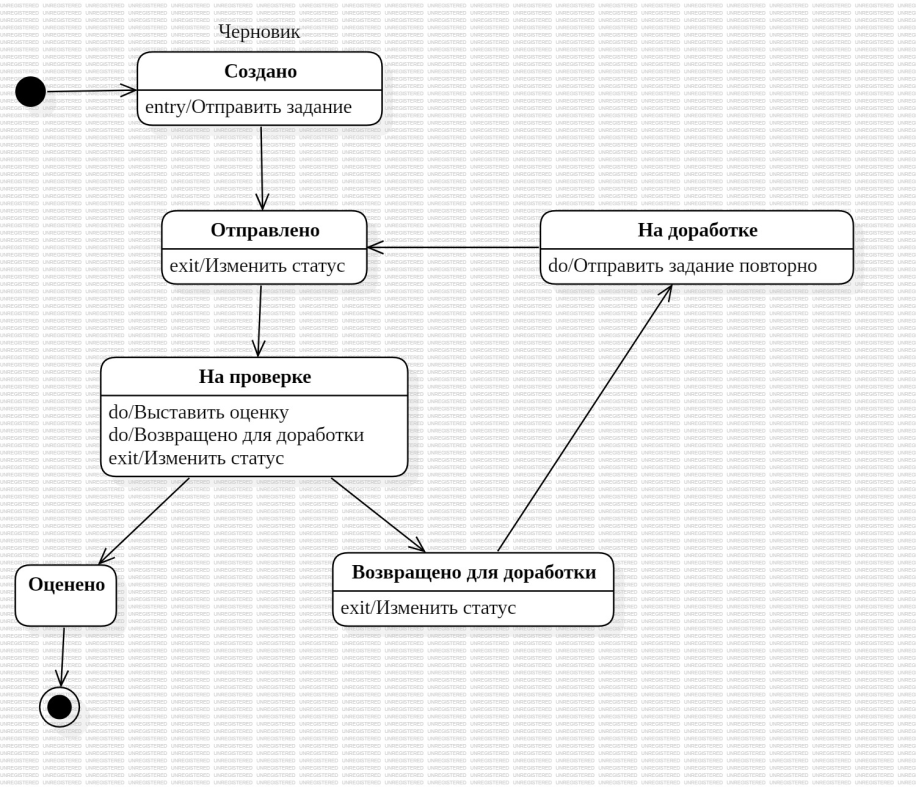 Черновик
Создано
entry/Отправить задание
Отправлено
exit/Изменить статус
На доработке
do/Отправить задание повторно
На проверке
do/Выставить оценку
do/Возвращено для доработки
exit/Изменить статус
Оценено
Возвращено для доработки
exit/Изменить статус